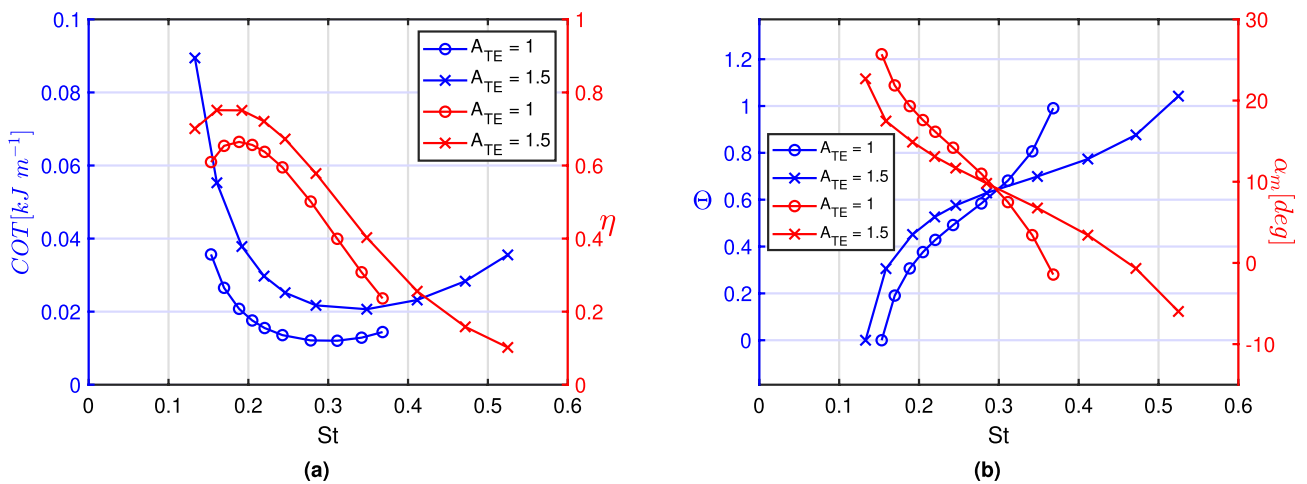 0.1
0.08
0.06
0.04
0.02
0
COT[kJ m⁻¹]
1
0.8
0.6
0.4
0.2
0
η
A_TE = 1
A_TE = 1.5
A_TE = 1
A_TE = 1.5
0 0.1 0.2 0.3 0.4 0.5 0.6
St
(a)
1.2
1
0.8
0.6
0.4
0.2
0
Θ
30
20
10
0
-10
α_m[deg]
A_TE = 1
A_TE = 1.5
A_TE = 1
A_TE = 1.5
0 0.1 0.2 0.3 0.4 0.5 0.6
St
(b)